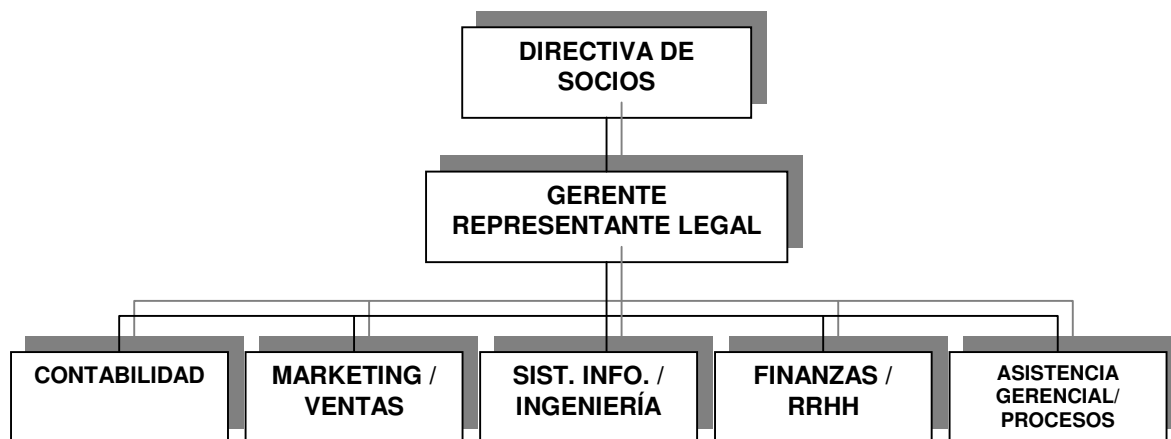 DIRECTIVA DE
SOCIOS
GERENTE
REPRESENTANTE LEGAL
CONTABILIDAD
MARKETING /
VENTAS
SIST. INFO. /
INGENIERÍA
FINANZAS /
RRHH
ASISTENCIA
GERENCIAL/
PROCESOS